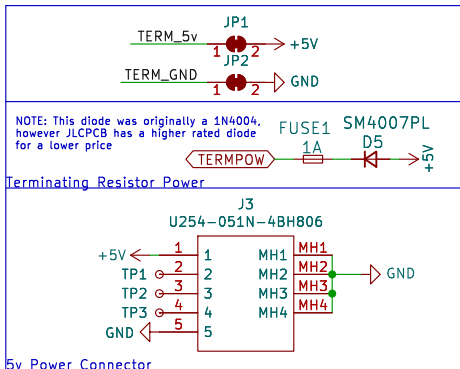 JP1
TERM_5v
1 2
+5V
JP2
TERM_GND
1 2
GND
NOTE: This diode was originally a 1N4004,
however JLCPCB has a higher rated diode
for a lower price
FUSE1
1A
SM4007PL
D5
TERMPOW
+5V
Terminating Resistor Power
J3
U254-051N-4BH806
+5V 1 1 MH1 MH1
TP1 2 2 MH2 MH2 GND
TP2 3 3 MH3 MH3
TP3 4 4 MH4 MH4
GND 5 5
5v Power Connector